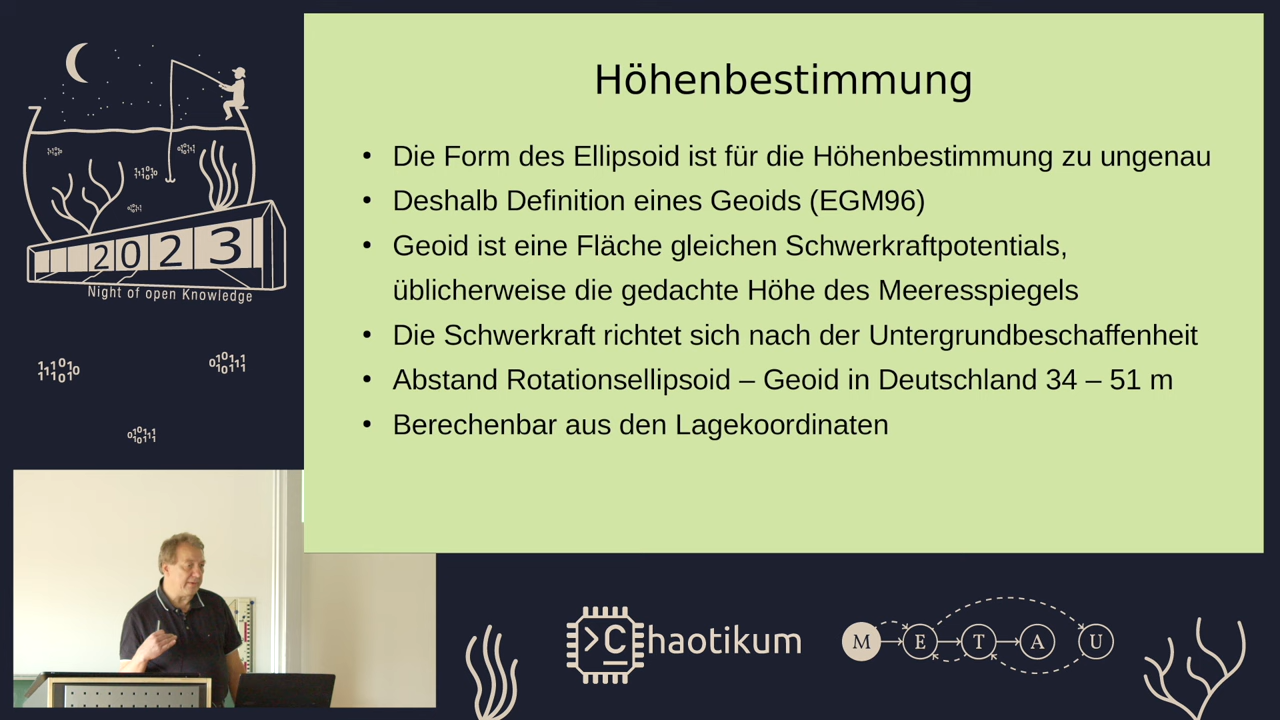 Höhenbestimmung
• Die Form des Ellipsoid ist für die Höhenbestimmung zu ungenau
• Deshalb Definition eines Geoids (EGM96)
• Geoid ist eine Fläche gleichen Schwerkraftpotentials,
üblicherweise die gedachte Höhe des Meeresspiegels
• Die Schwerkraft richtet sich nach der Untergrundbeschaffenheit
• Abstand Rotationsellipsoid – Geoid in Deutschland 34 – 51 m
• Berechenbar aus den Lagekoordinaten
2023
Night of open Knowledge
>Chaotikum
M E T A U